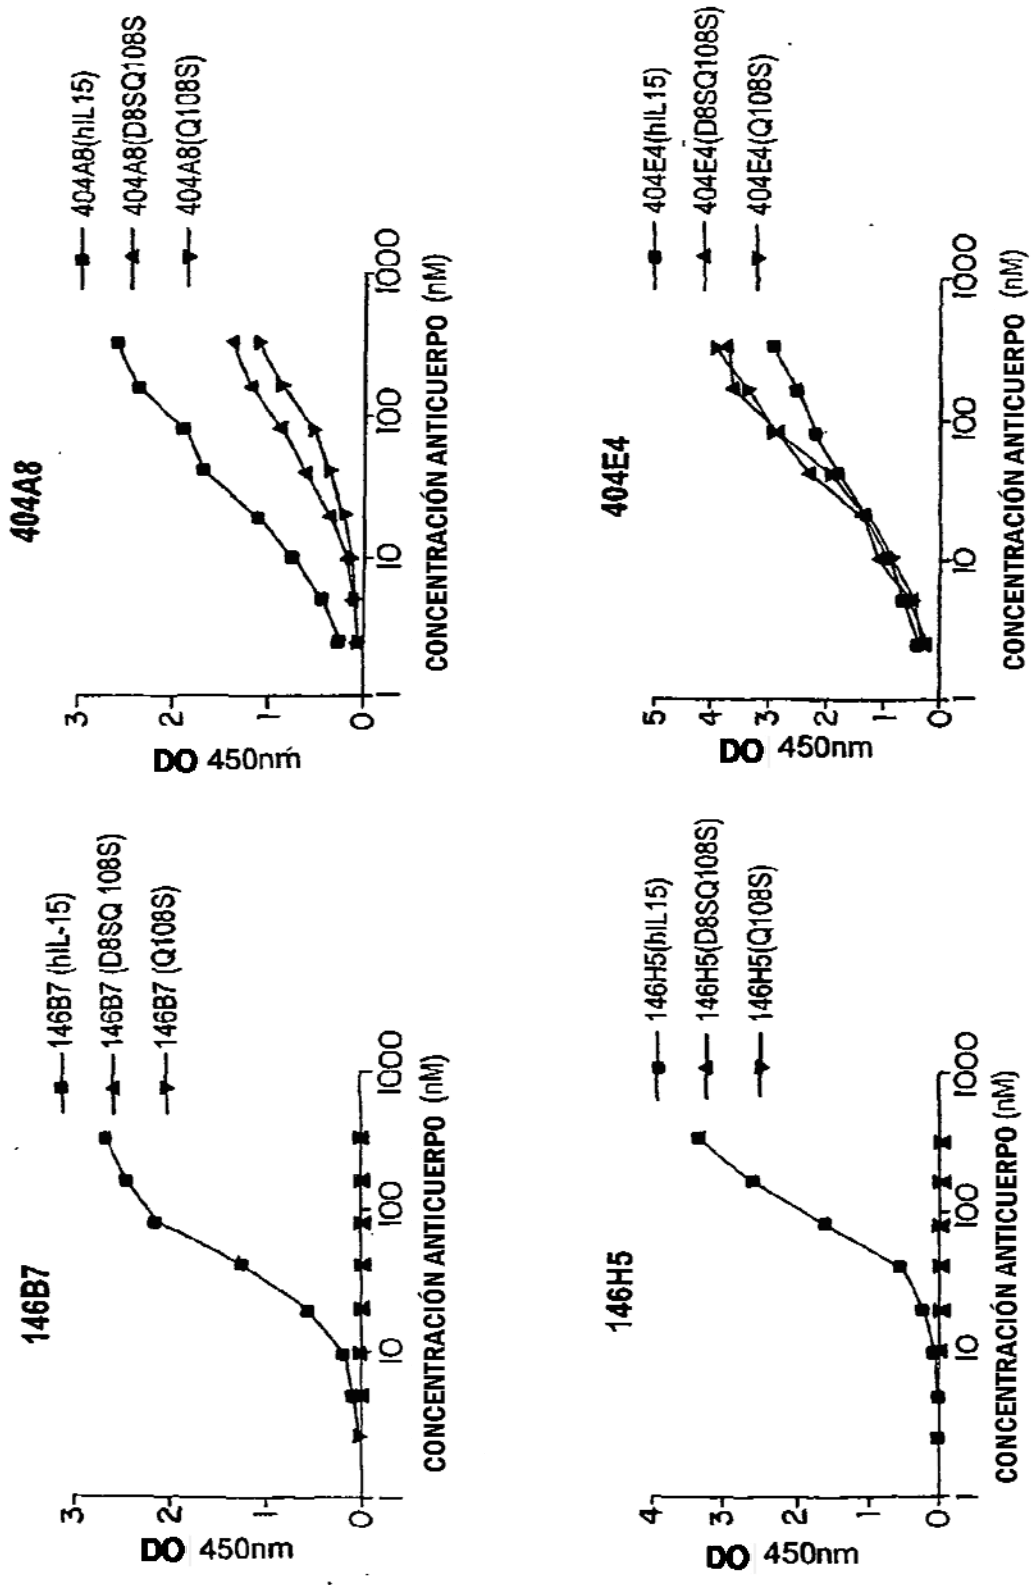 146B7
146B7 (hIL-15)
146B7 (D8SQ 108S)
146B7 (Q108S)
3
2
1
0
DO 450nm
10
100
1000
CONCENTRACIÓN ANTICUERPO (nM)
404A8
404A8(hIL15)
404A8(D8SQ108S
404A8(Q108S)
3
2
1
0
DO 450nm
1
10
100
1000
CONCENTRACIÓN ANTICUERPO (nM)
146H5
146H5(hIL15)
146H5(D8SQ108S)
146H5(Q108S)
4
3
2
1
0
DO 450nm
10
100
1000
CONCENTRACIÓN ANTICUERPO (nM)
404E4
404E4(hIL15)
404E4(D8SQ108S)
404E4(Q108S)
5
4
3
2
1
0
DO 450nm
1
10
100
1000
CONCENTRACIÓN ANTICUERPO (nM)